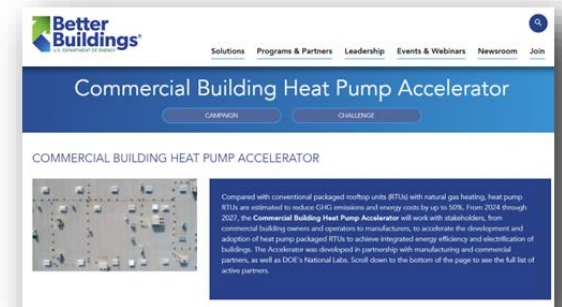 Better
Buildings®
U.S. DEPARTMENT OF ENERGY
Solutions Programs & Partners Leadership Events & Webinars Newsroom Join
Commercial Building Heat Pump Accelerator
CAMPAIGN CHALLENGE
COMMERCIAL BUILDING HEAT PUMP ACCELERATOR
Compared with conventional packaged rooftop units (RTUs) with natural gas heating, heat pump
RTUs are estimated to reduce GHG emissions and energy costs by up to 50%. From 2024 through
2027, the Commercial Building Heat Pump Accelerator will work with stakeholders, from
commercial building owners and operators to manufacturers, to accelerate the development and
adoption of heat pump packaged RTUs to achieve integrated energy efficiency and electrification of
buildings. The Accelerator was developed in partnership with manufacturing and commercial
partners, as well as DOE's National Labs. Scroll down to the bottom of the page to see the full list of
active partners.